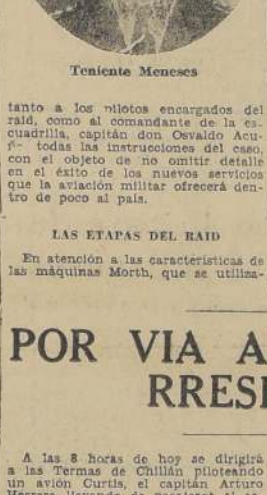 Teniente Meneses
tanto a los pilotos encargados del
raid, como al comandante de la es-
cuadrilla, capitán don Osvaldo Acu-
todas las instrucciones del caso,
con el objeto de no omitir detalle
en el éxito de los nuevos servicios
que la aviación militar ofrecerá den-
tro de poco al país.
LAS ETAPAS DEL RAID
En atención a las características de
las máquinas Morth, que se utiliza-
POR VIA A
RRESI
A las 8 horas de hoy se dirigirá
a las Termas de Chillán piloteando
un avión Curtis, el capitán Arturo